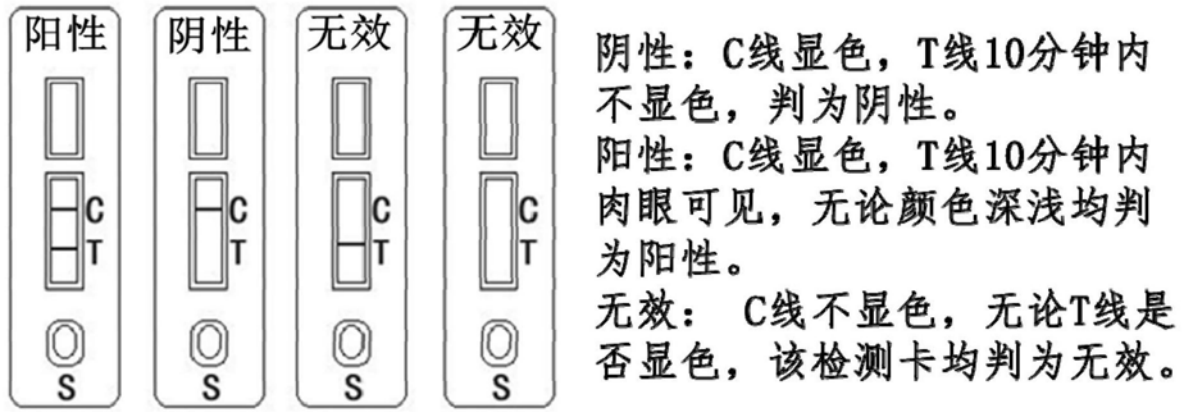 阳性 阴性 无效 无效
C C C C
T T T T
S S S S
阴性：C线显色，T线10分钟内
不显色，判为阴性。
阳性：C线显色，T线10分钟内
肉眼可见，无论颜色深浅均判
为阳性。
无效： C线不显色，无论T线是
否显色，该检测卡均判为无效。